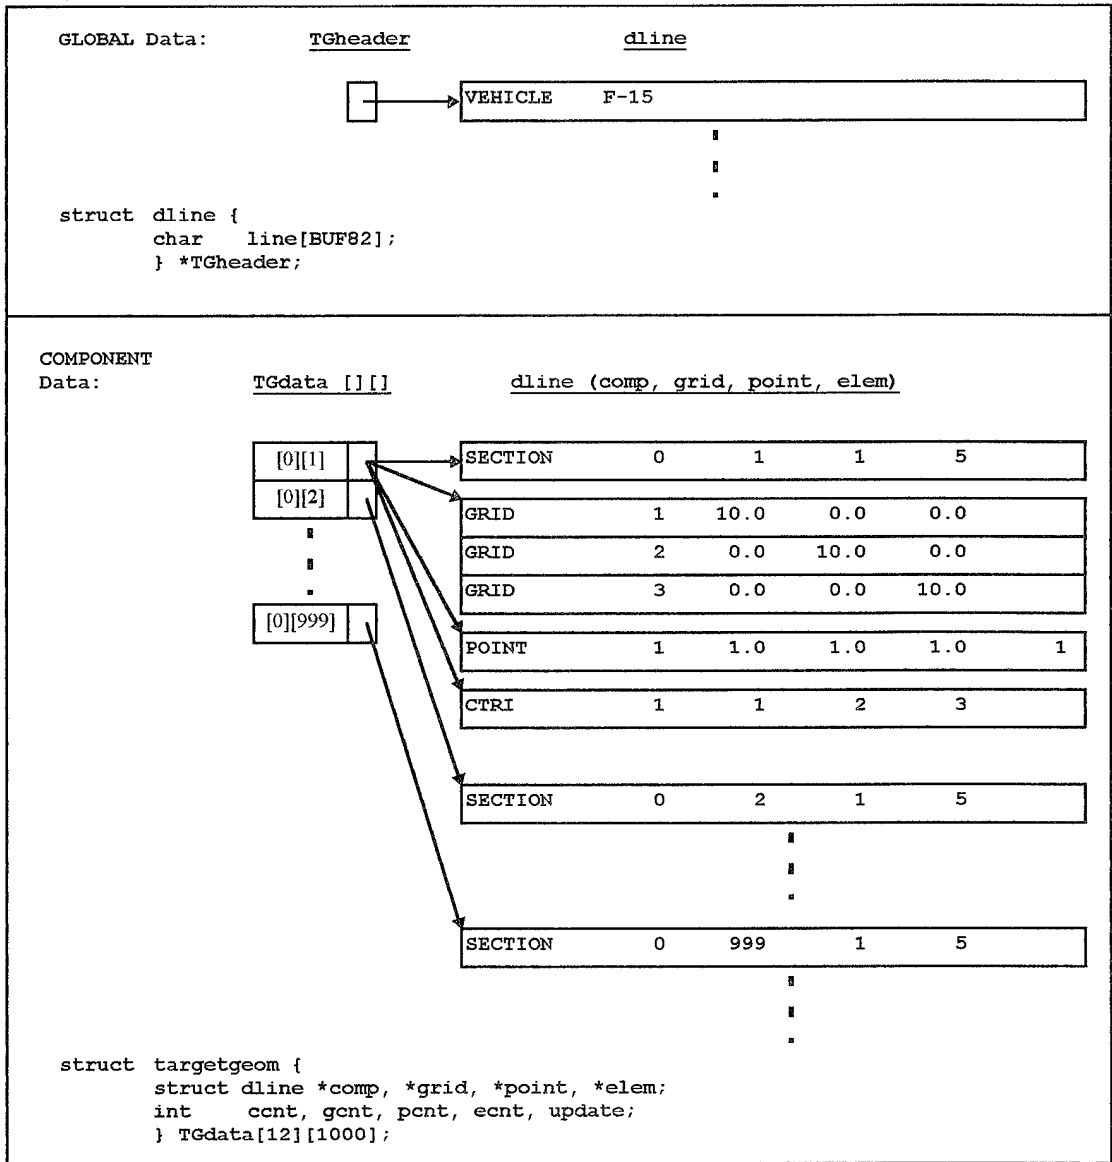 GLOBAL Data: TGheader dline
VEHICLE F-15
struct dline {
char line[BUF82];
} *TGheader;
COMPONENT
Data: TGdata [][] dline (comp, grid, point, elem)
[0][1] SECTION 0 1 1 5
[0][2]
GRID 1 10.0 0.0 0.0
GRID 2 0.0 10.0 0.0
GRID 3 0.0 0.0 10.0
[0][999]
POINT 1 1.0 1.0 1.0 1
CTRI 1 1 2 3
SECTION 0 2 1 5
SECTION 0 999 1 5
struct targetgeom {
struct dline *comp, *grid, *point, *elem;
int ccnt, gcnt, pcnt, ecnt, update;
} TGdata[12][1000];